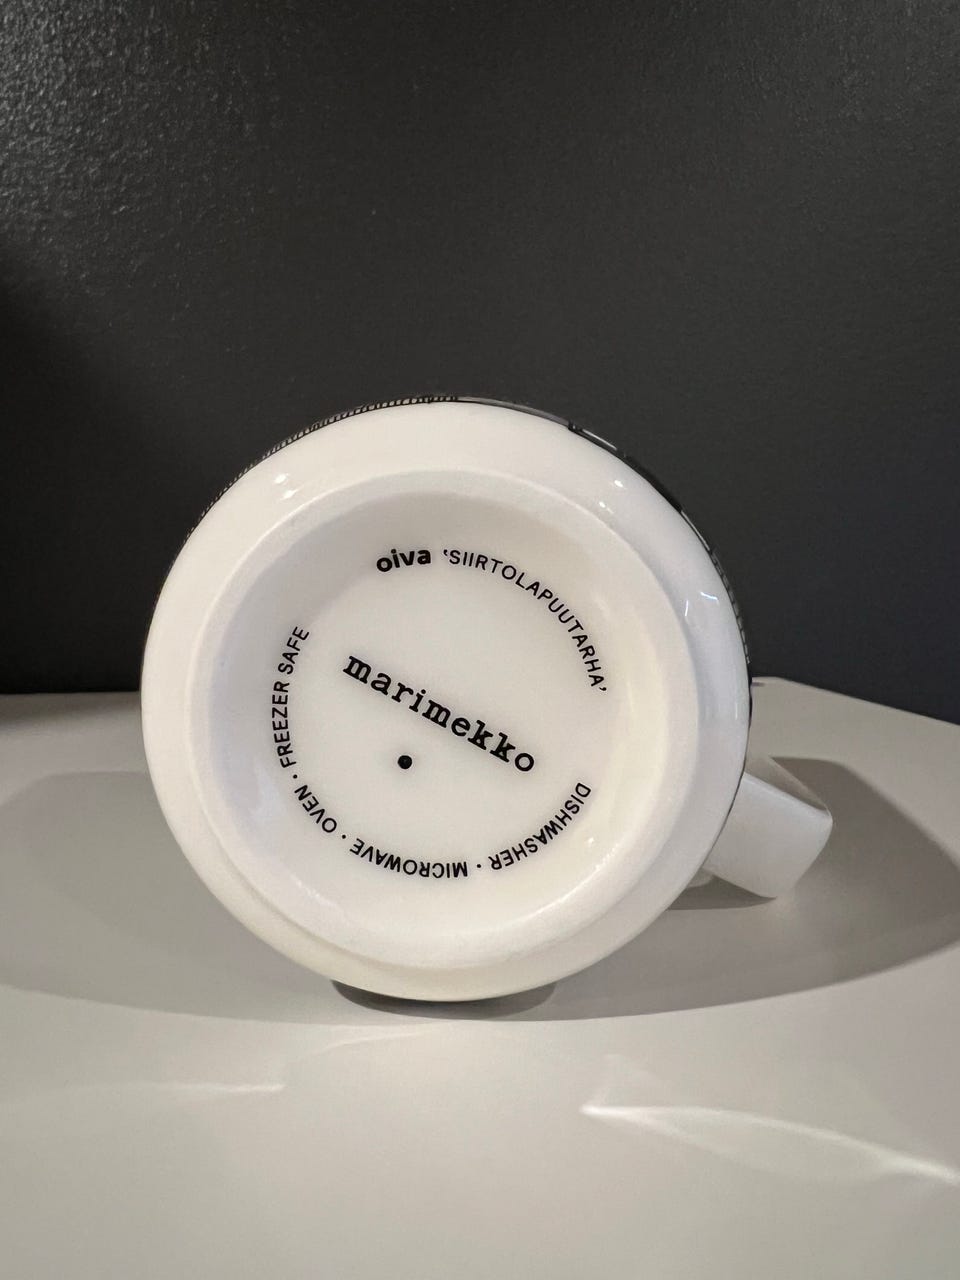 oiva ‘SIIRTOLAPUUTARHA’
marimekko
DISHWASHER · MICROWAVE · OVEN · FREEZER SAFE